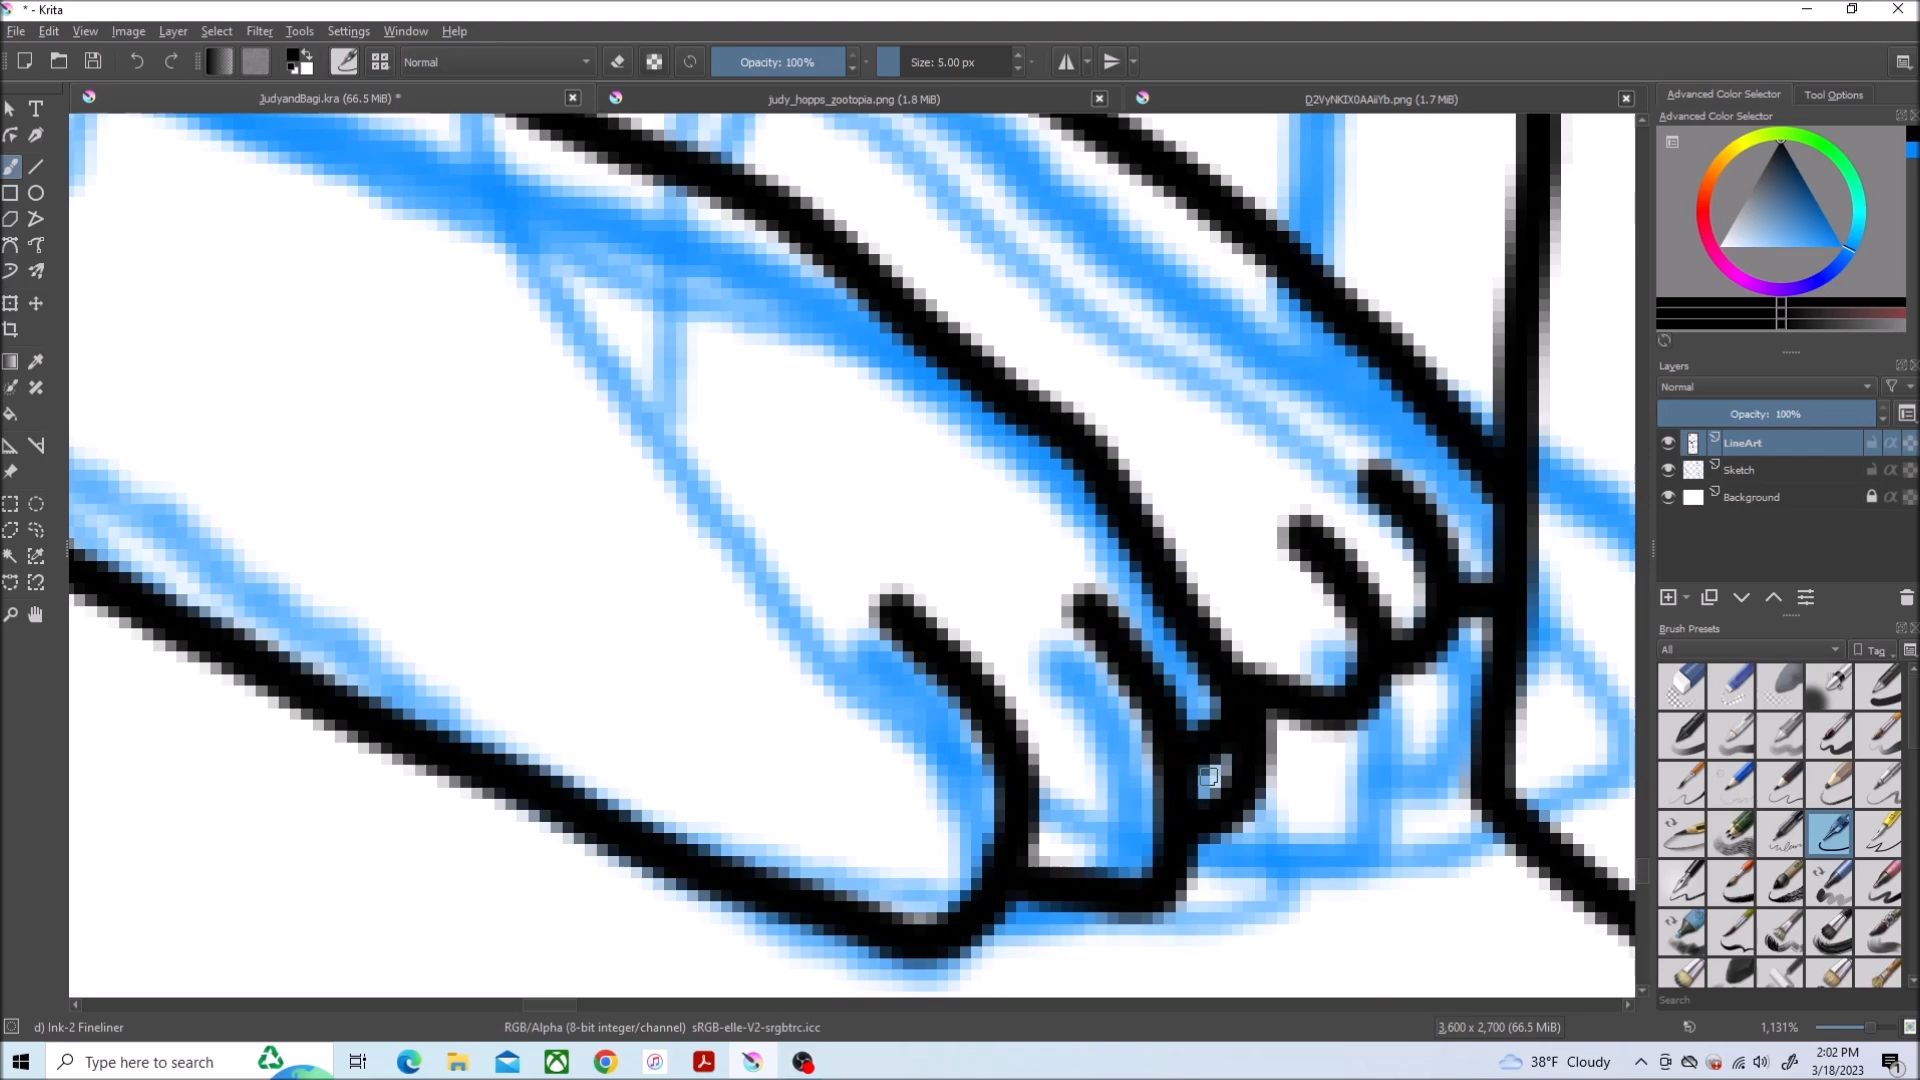 * - Krita
File Edit View Image Layer Select Filter Tools Settings Window Help
Normal
Opacity: 100%
Size: 5.00 px
JudyandBagi.kra (66.5 MiB) *
judy_hopps_zootopia.png (1.8 MiB)
D2VyNKIX0AAiiYb.png (1.7 MiB)
Advanced Color Selector
Tool Options
Advanced Color Selector
Layers
Normal
Opacity: 100%
LineArt
Sketch
Background
Brush Presets
All
Tag
Search
d) Ink-2 Fineliner
RGB/Alpha (8-bit integer/channel) sRGB-elle-V2-srgbtrc.icc
3,600 x 2,700 (66.5 MiB)
1,131%
Type here to search
38°F Cloudy
2:02 PM
3/18/2023
1